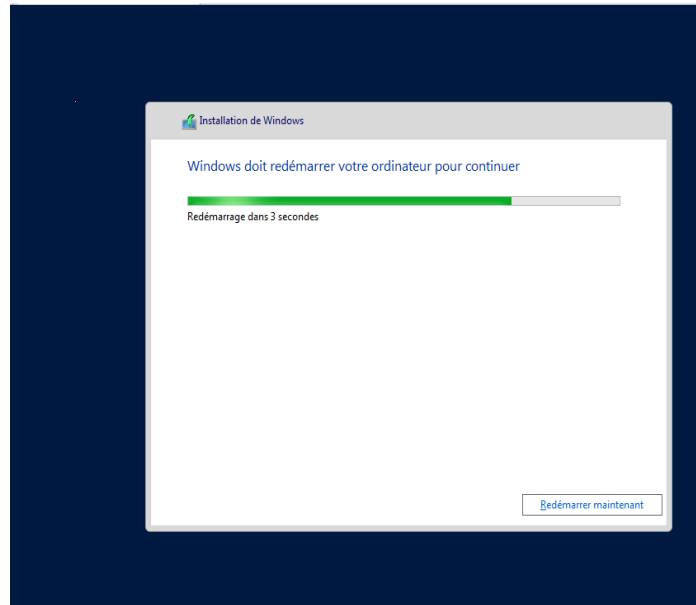 Installation de Windows
Windows doit redémarrer votre ordinateur pour continuer
Redémarrage dans 3 secondes
Redémarrer maintenant